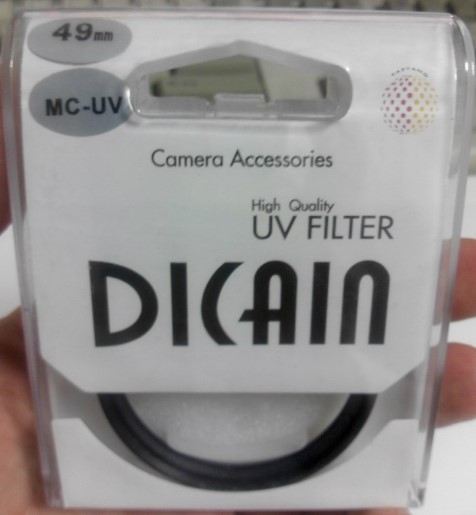 49mm
MC-UV
Camera Accessories
High Quality
UV FILTER
DICAIN